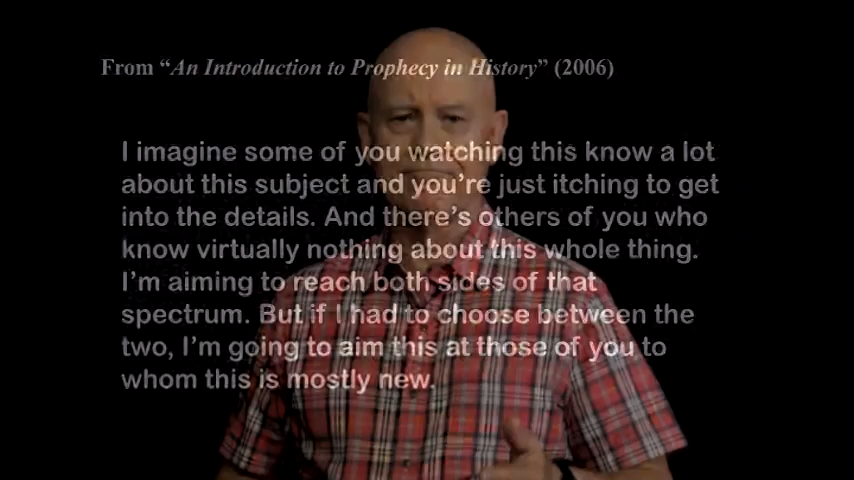 From “An Introduction to Prophecy in History” (2006)
I imagine some of you watching this know a lot
about this subject and you’re just itching to get
into the details. And there’s others of you who
know virtually nothing about this whole thing.
I’m aiming to reach both sides of that
spectrum. But if I had to choose between the
two, I’m going to aim this at those of you to
whom this is mostly new.